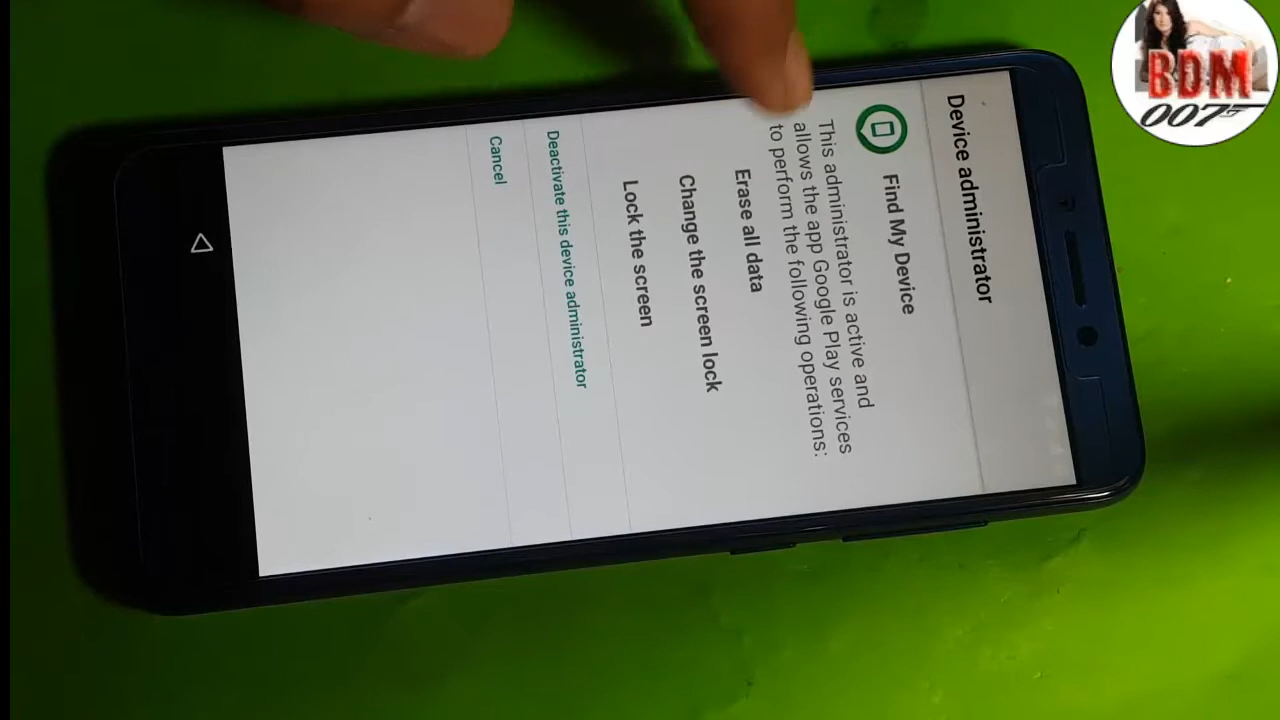 Device administrator
Find My Device
This administrator is active and
allows the app Google Play services
to perform the following operations:
Erase all data
Change the screen lock
Lock the screen
Deactivate this device administrator
Cancel
BDM
007